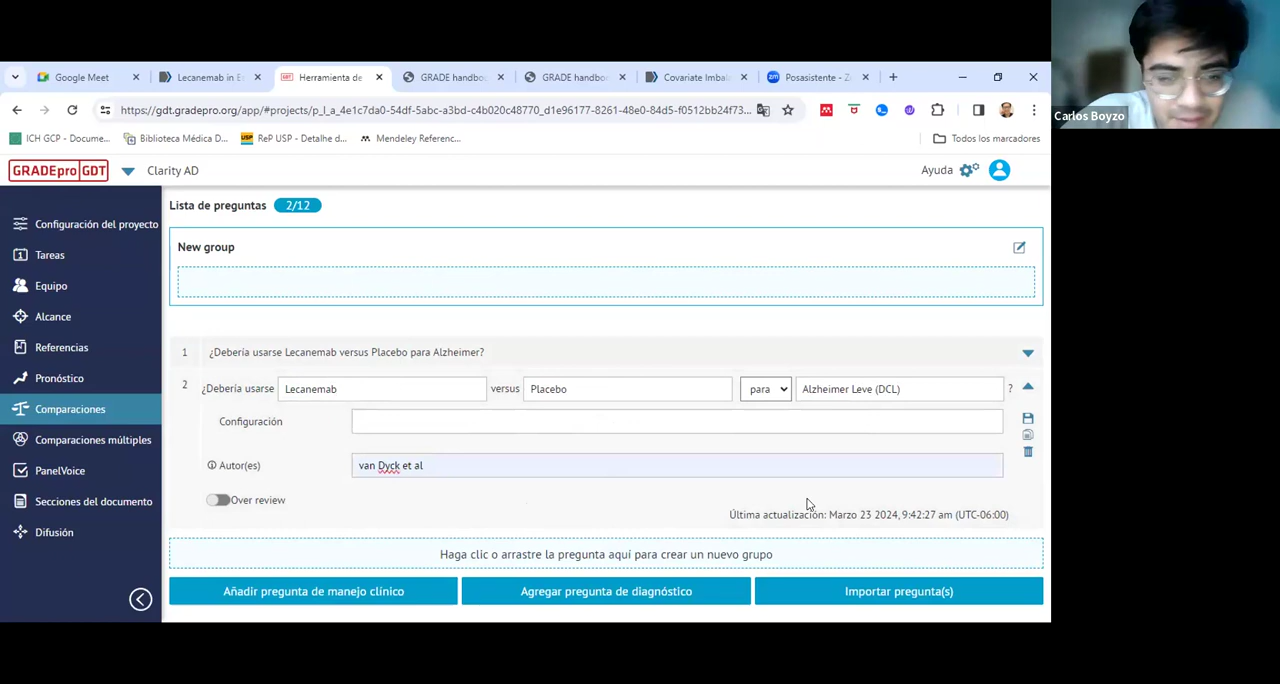 Google Meet
Lecanemab in E
Herramienta de
GRADE handbou
GRADE handbo
Covariate Imbal
Posasistente - Z
https://gdt.gradepro.org/app/#projects/p_l_a_4e1c7da0-54df-5abc-a3bd-c4b020c48770_d1e96177-8261-48e0-84d5-f0512bb24f73...
ICH GCP - Docume...
Biblioteca Médica D...
ReP USP - Detalhe d...
Mendeley Referenc...
Todos los marcadores
GRADEpro GDT
Clarity AD
Ayuda
Configuración del proyecto
Tareas
Equipo
Alcance
Referencias
Pronóstico
Comparaciones
Comparaciones múltiples
PanelVoice
Secciones del documento
Difusión
Lista de preguntas 2/12
New group
1 ¿Debería usarse Lecanemab versus Placebo para Alzheimer?
2 ¿Debería usarse Lecanemab versus Placebo para Alzheimer Leve (DCL) ?
Configuración
Autor(es) van Dyck et al
Over review
Última actualización: Marzo 23 2024, 9:42:27 am (UTC-06:00)
Haga clic o arrastre la pregunta aquí para crear un nuevo grupo
Añadir pregunta de manejo clínico
Agregar pregunta de diagnóstico
Importar pregunta(s)
Carlos Boyzo